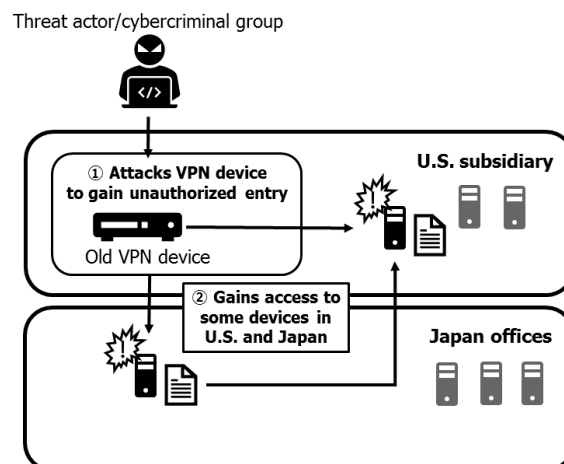 Threat actor/cybercriminal group
</>
① Attacks VPN device
to gain unauthorized entry
Old VPN device
U.S. subsidiary
!
② Gains access to
some devices in
U.S. and Japan
Japan offices
!